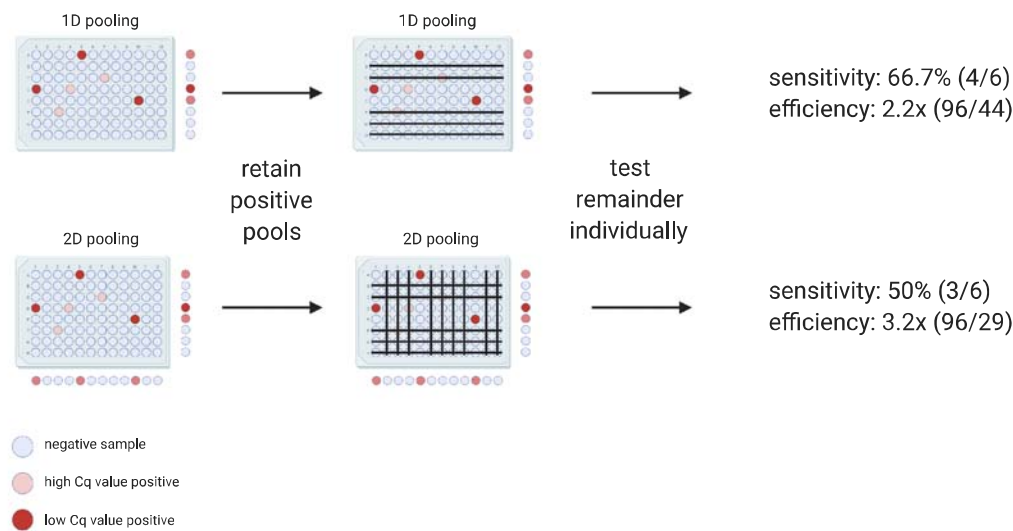 1D pooling
1D pooling
retain
positive
pools
test
remainder
individually
sensitivity: 66.7% (4/6)
efficiency: 2.2x (96/44)
2D pooling
2D pooling
sensitivity: 50% (3/6)
efficiency: 3.2x (96/29)
negative sample
high Cq value positive
low Cq value positive